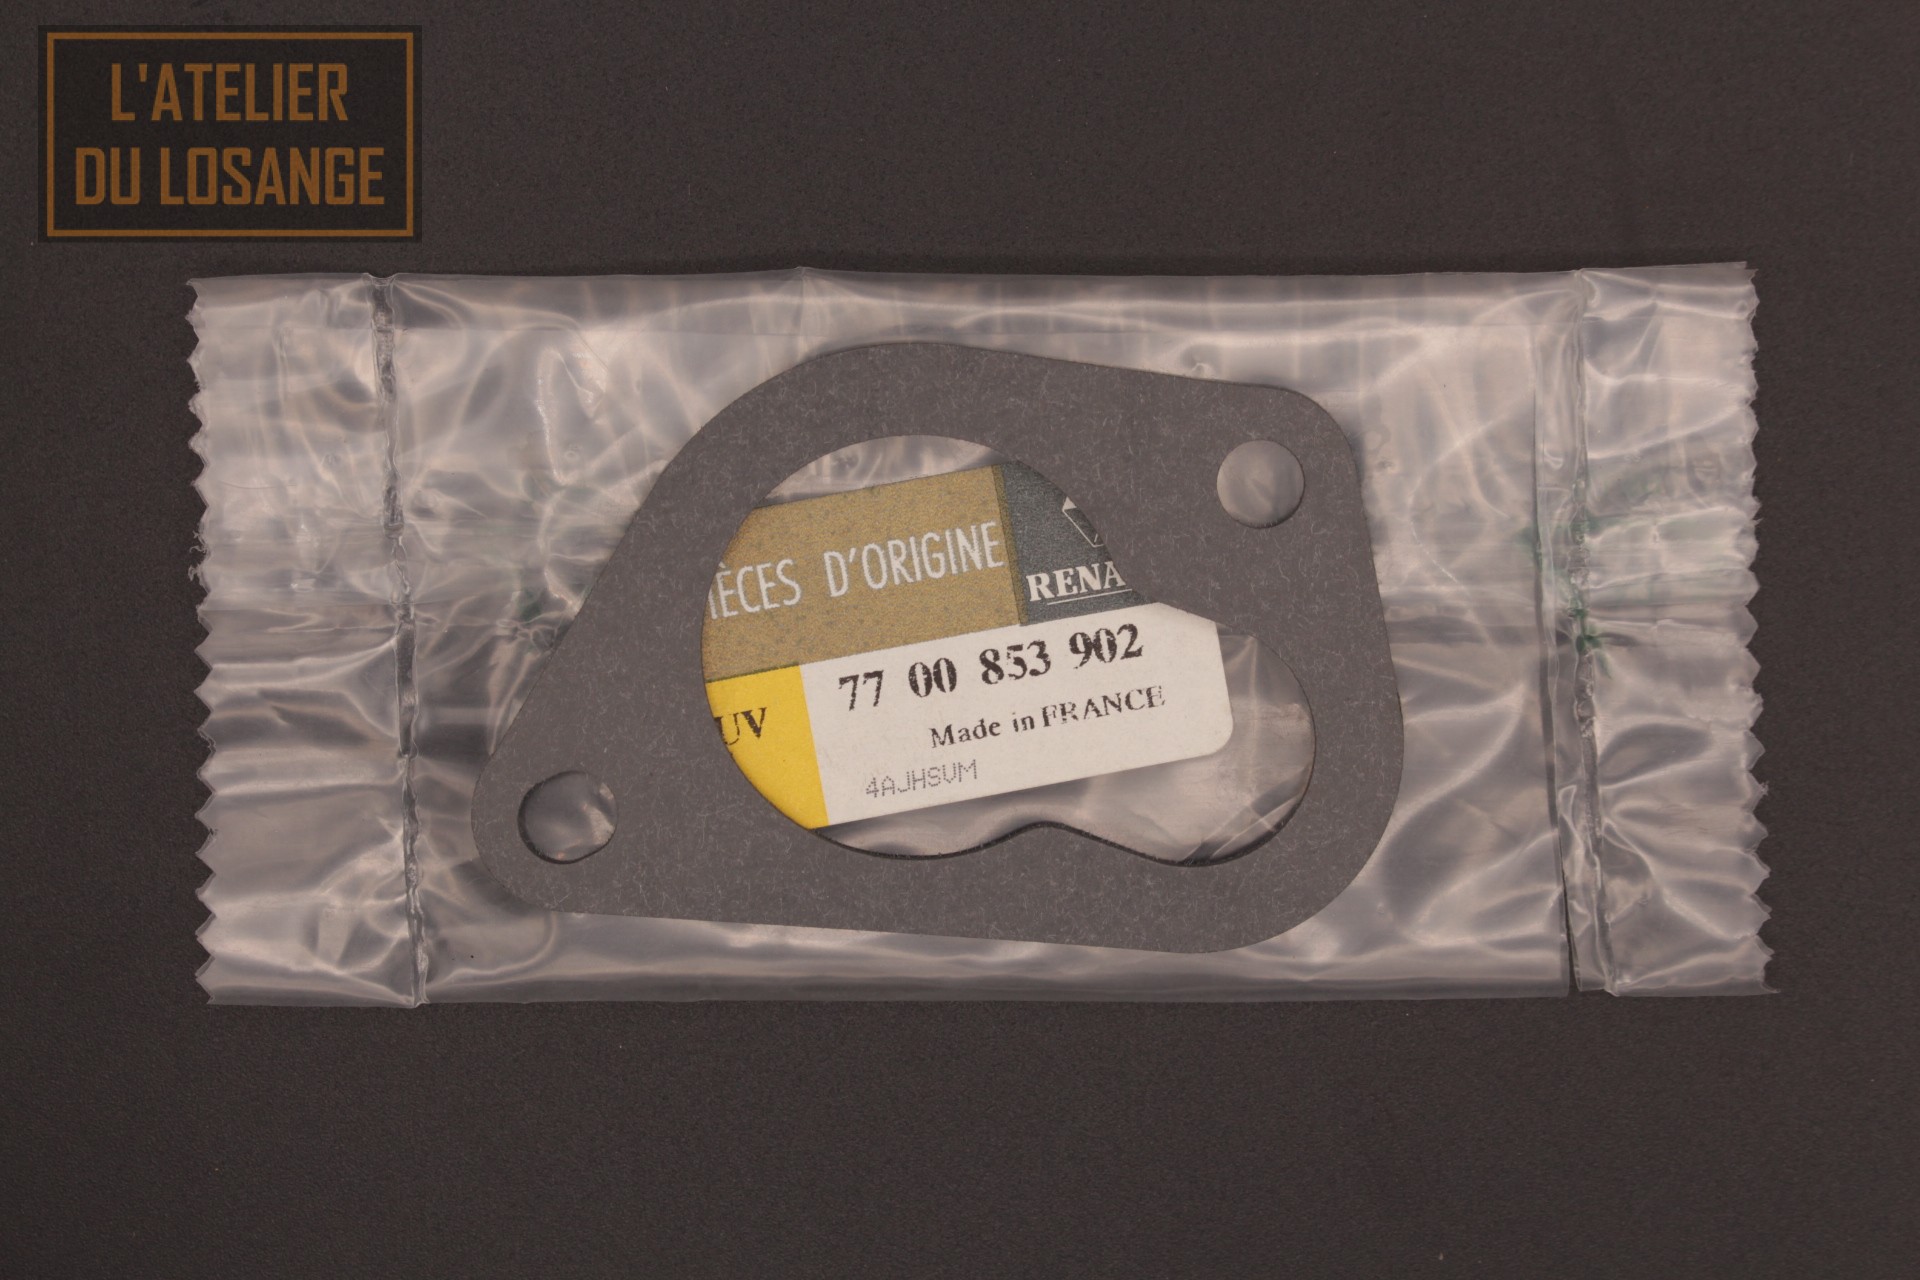 L'ATELIER
DU LOSANGE
IÈCES D'ORIGINE
RENA
77 00 853 902
UV
Made in FRANCE
4AJHSVM